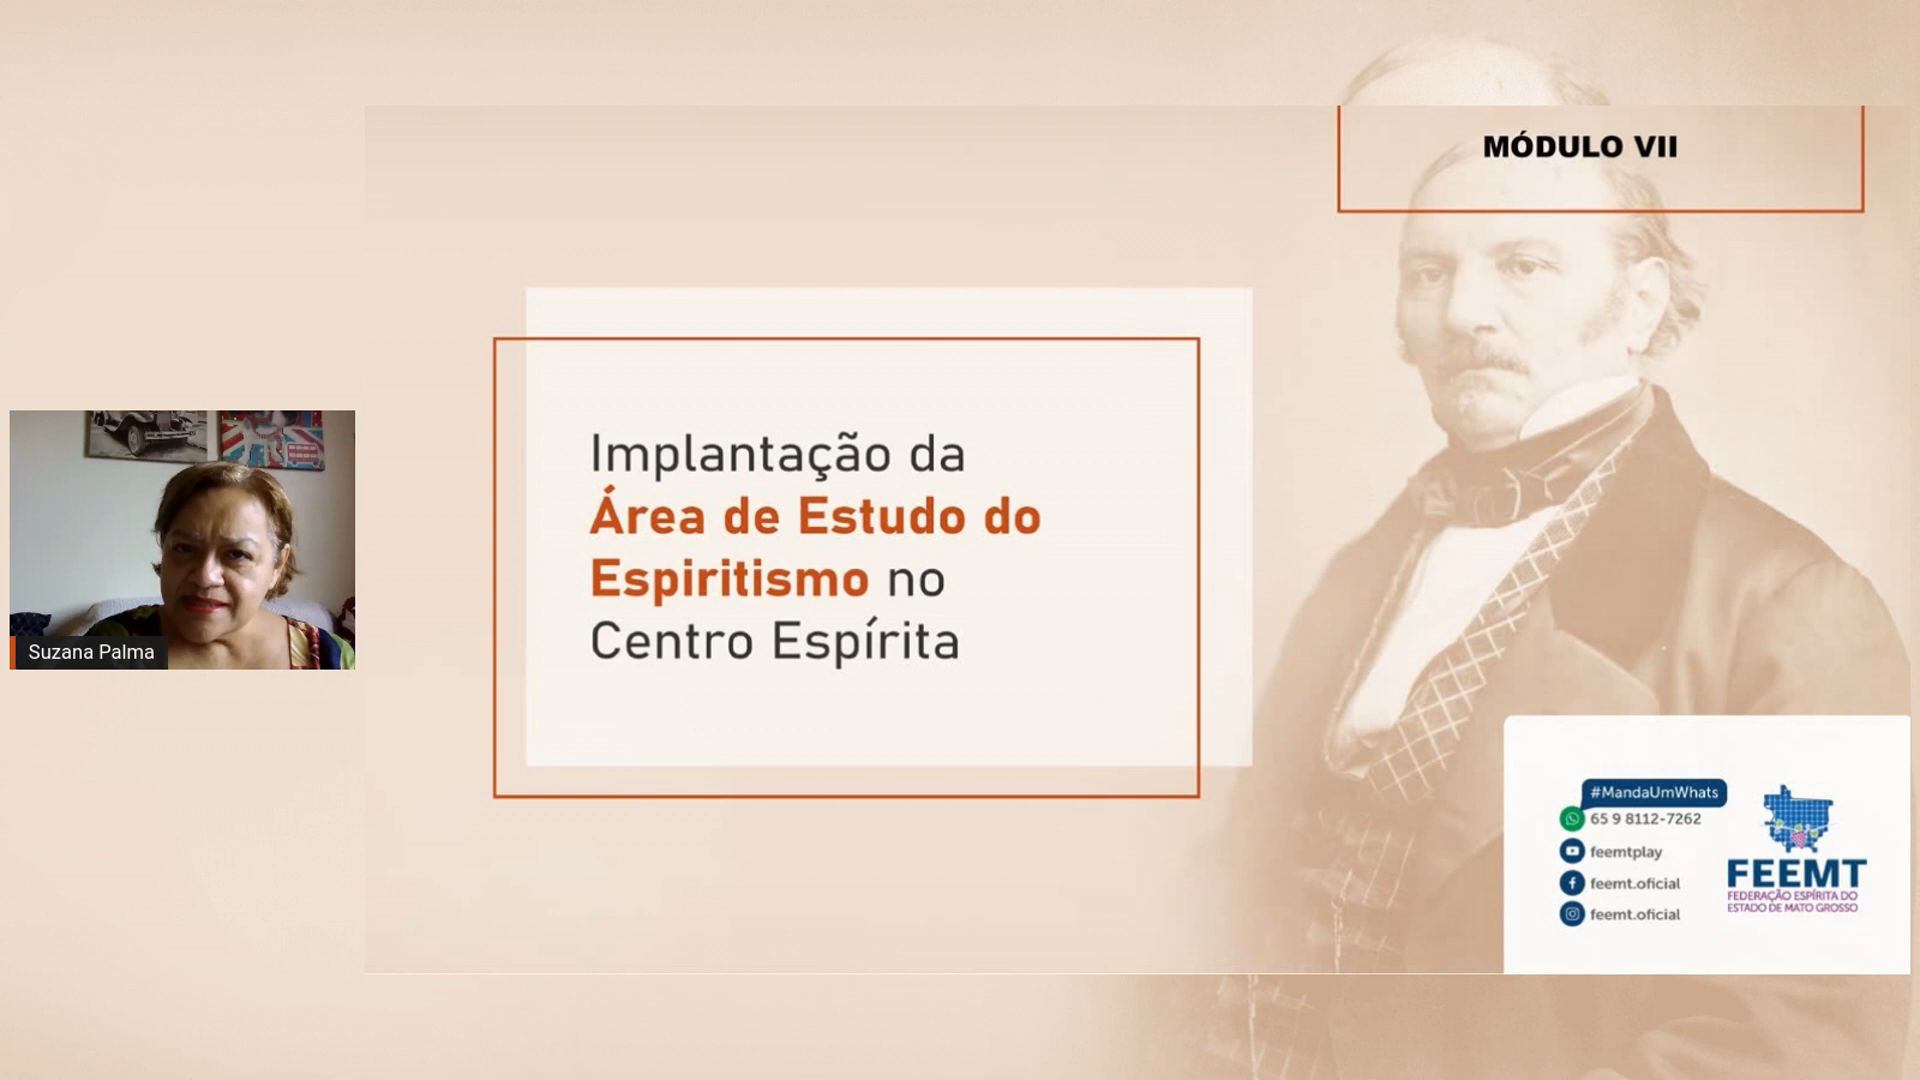 MÓDULO VII
Implantação da
Área de Estudo do
Espiritismo no
Centro Espírita
Suzana Palma
#MandaUmWhats
65 9 8112-7262
feemtplay
feemt.oficial
feemt.oficial
FEEMT
FEDERAÇÃO ESPÍRITA DO
ESTADO DE MATO GROSSO